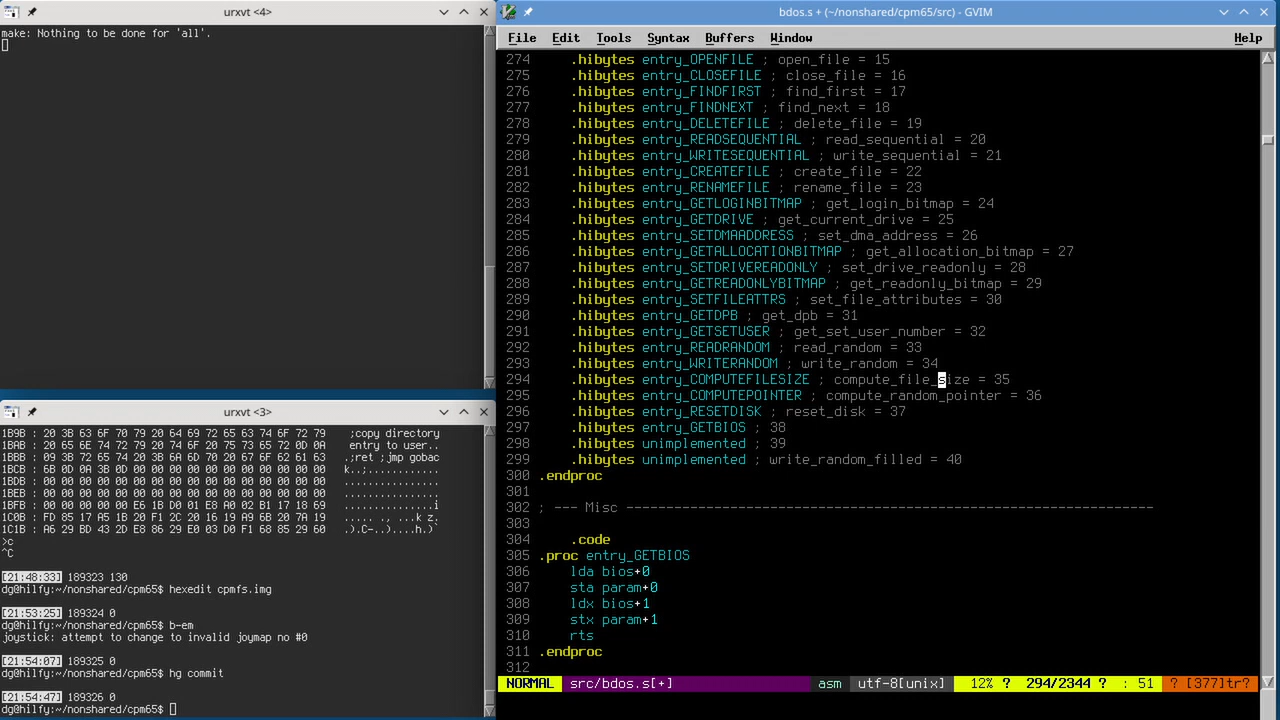 urxvt <4>
make: Nothing to be done for 'all'.
urxvt <3>
1B9B : 20 3B 63 6F 70 79 20 64 69 72 65 63 74 6F 72 79 ;copy directory
1BAB : 20 65 6E 74 72 79 20 74 6F 20 75 73 65 72 0D 0A entry to user..
1BBB : 09 3B 72 65 74 20 3B 6A 6D 70 20 67 6F 62 61 63 .;ret ;jmp gobac
1BCB : 6B 0D 0A 3B 0D 00 00 00 00 00 00 00 00 00 00 00 k..;............
1BDB : 00 00 00 00 00 00 00 00 00 00 00 00 00 00 00 00 ................
1BEB : 00 00 00 00 00 00 00 00 00 00 00 00 00 00 00 00 ................
1BFB : 00 00 00 00 E6 1B D0 01 E8 A0 02 B1 17 18 69 ...............i
1C0B : FD 85 17 A5 1B 20 F1 2C 20 16 19 A9 6B 20 7A 19 ..... ., ...k z.
1C1B : A6 29 BD 43 2D E8 86 29 E0 03 D0 F1 68 85 29 60 .).C-..)....h.)`
>c
^C
[21:48:33] 189323 130
dg@hilfy:~/nonshared/cpm65$ hexedit cpmfs.img
[21:53:25] 189324 0
dg@hilfy:~/nonshared/cpm65$ b-em
joystick: attempt to change to invalid joymap no #0
[21:54:07] 189325 0
dg@hilfy:~/nonshared/cpm65$ hg commit
[21:54:47] 189326 0
dg@hilfy:~/nonshared/cpm65$
bdos.s + (~/nonshared/cpm65/src) - GVIM
File Edit Tools Syntax Buffers Window Help
274 .hibytes entry_OPENFILE ; open_file = 15
275 .hibytes entry_CLOSEFILE ; close_file = 16
276 .hibytes entry_FINDFIRST ; find_first = 17
277 .hibytes entry_FINDNEXT ; find_next = 18
278 .hibytes entry_DELETEFILE ; delete_file = 19
279 .hibytes entry_READSEQUENTIAL ; read_sequential = 20
280 .hibytes entry_WRITESEQUENTIAL ; write_sequential = 21
281 .hibytes entry_CREATEFILE ; create_file = 22
282 .hibytes entry_RENAMEFILE ; rename_file = 23
283 .hibytes entry_GETLOGINBITMAP ; get_login_bitmap = 24
284 .hibytes entry_GETDRIVE ; get_current_drive = 25
285 .hibytes entry_SETDMAADDRESS ; set_dma_address = 26
286 .hibytes entry_GETALLOCATIONBITMAP ; get_allocation_bitmap = 27
287 .hibytes entry_SETDRIVEREADONLY ; set_drive_readonly = 28
288 .hibytes entry_GETREADONLYBITMAP ; get_readonly_bitmap = 29
289 .hibytes entry_SETFILEATTRS ; set_file_attributes = 30
290 .hibytes entry_GETDPB ; get_dpb = 31
291 .hibytes entry_GETSETUSER ; get_set_user_number = 32
292 .hibytes entry_READRANDOM ; read_random = 33
293 .hibytes entry_WRITERANDOM ; write_random = 34
294 .hibytes entry_COMPUTEFILESIZE ; compute_file_size = 35
295 .hibytes entry_COMPUTEPOINTER ; compute_random_pointer = 36
296 .hibytes entry_RESETDISK ; reset_disk = 37
297 .hibytes entry_GETBIOS ; 38
298 .hibytes unimplemented ; 39
299 .hibytes unimplemented ; write_random_filled = 40
300 .endproc
301
302 ; --- Misc ------------------------------------------------------------------
303
304 .code
305 .proc entry_GETBIOS
306 lda bios+0
307 sta param+0
308 ldx bios+1
309 stx param+1
310 rts
311 .endproc
312
NORMAL src/bdos.s[+] asm utf-8[unix] 12% ? 294/2344 ? : 51 ? [377]tr?